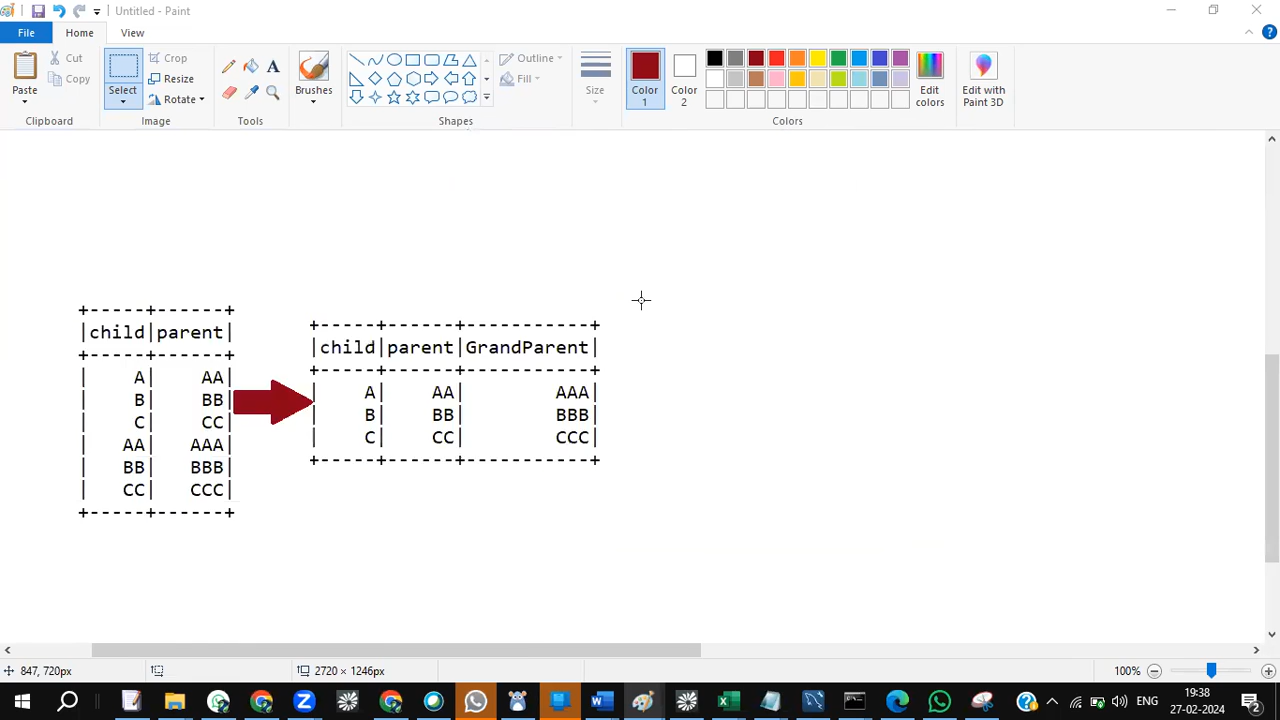 Untitled - Paint
File
Home
View
Paste
Cut
Copy
Clipboard
Select
Crop
Resize
Rotate
Image
Tools
Brushes
Shapes
Outline
Fill
Size
Color
1
Color
2
Edit
colors
Colors
Edit with
Paint 3D
+-----+------+
|child|parent|
+-----+------+
| A| AA|
| B| BB|
| C| CC|
| AA| AAA|
| BB| BBB|
| CC| CCC|
+-----+------+
+-----+------+-----------+
|child|parent|GrandParent|
+-----+------+-----------+
| A| AA| AAA|
| B| BB| BBB|
| C| CC| CCC|
+-----+------+-----------+
847, 720px
2720 × 1246px
100%
ENG
19:38
27-02-2024
2